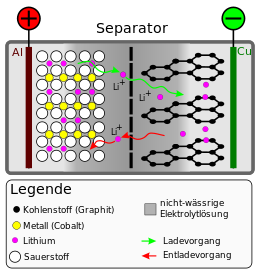 Separator
Al
Cu
Li+
Li+
Li+
Legende
Kohlenstoff (Graphit)
Metall (Cobalt)
Lithium
Sauerstoff
nicht-wässrige
Elektrolytlösung
Ladevorgang
Entladevorgang